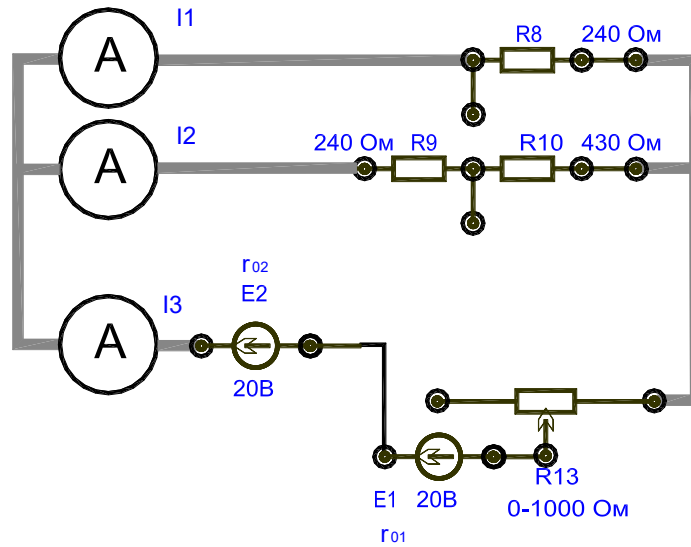 I1
A
R8 240 Ом
I2
A
240 Ом R9 R10 430 Ом
r02
E2
I3
A
20В
R13
E1 20В
0-1000 Ом
r01